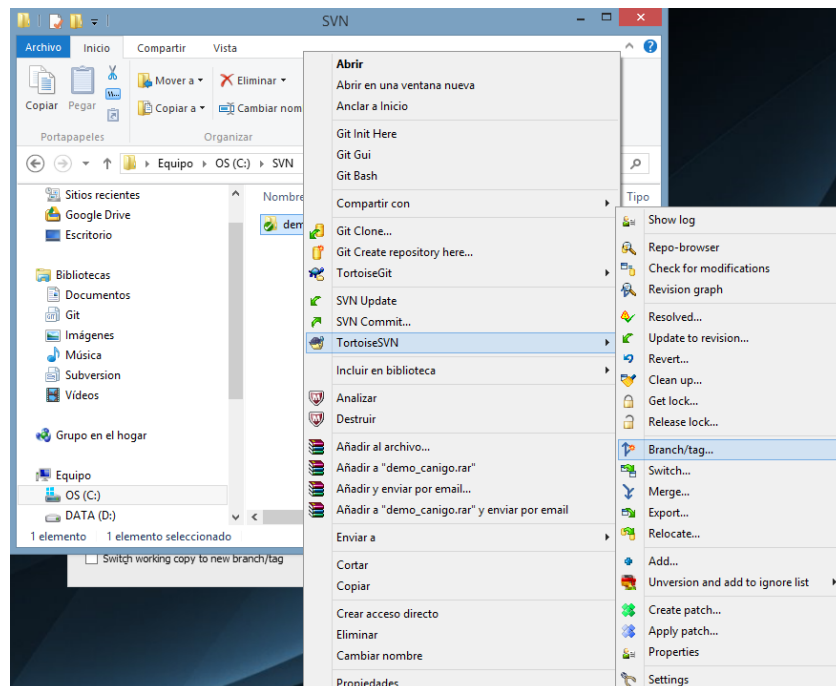 SVN
Archivo Inicio Compartir Vista
Copiar Pegar
Mover a
Copiar a
Eliminar
Cambiar nom
Portapapeles Organizar
Equipo OS (C:) SVN
Sitios recientes
Google Drive
Escritorio
Bibliotecas
Documentos
Git
Imágenes
Música
Subversion
Vídeos
Grupo en el hogar
Equipo
OS (C:)
DATA (D:)
Nombre Tipo
dem
1 elemento 1 elemento seleccionado
Switch working copy to new branch/tag
Abrir
Abrir en una ventana nueva
Anclar a Inicio
Git Init Here
Git Gui
Git Bash
Compartir con
Git Clone...
Git Create repository here...
TortoiseGit
SVN Update
SVN Commit...
TortoiseSVN
Incluir en biblioteca
Analizar
Destruir
Añadir al archivo...
Añadir a "demo_canigo.rar"
Añadir y enviar por email...
Añadir a "demo_canigo.rar" y enviar por email
Enviar a
Cortar
Copiar
Crear acceso directo
Eliminar
Cambiar nombre
Propiedades
Show log
Repo-browser
Check for modifications
Revision graph
Resolved...
Update to revision...
Revert...
Clean up...
Get lock...
Release lock...
Branch/tag...
Switch...
Merge...
Export...
Relocate...
Add...
Unversion and add to ignore list
Create patch...
Apply patch...
Properties
Settings